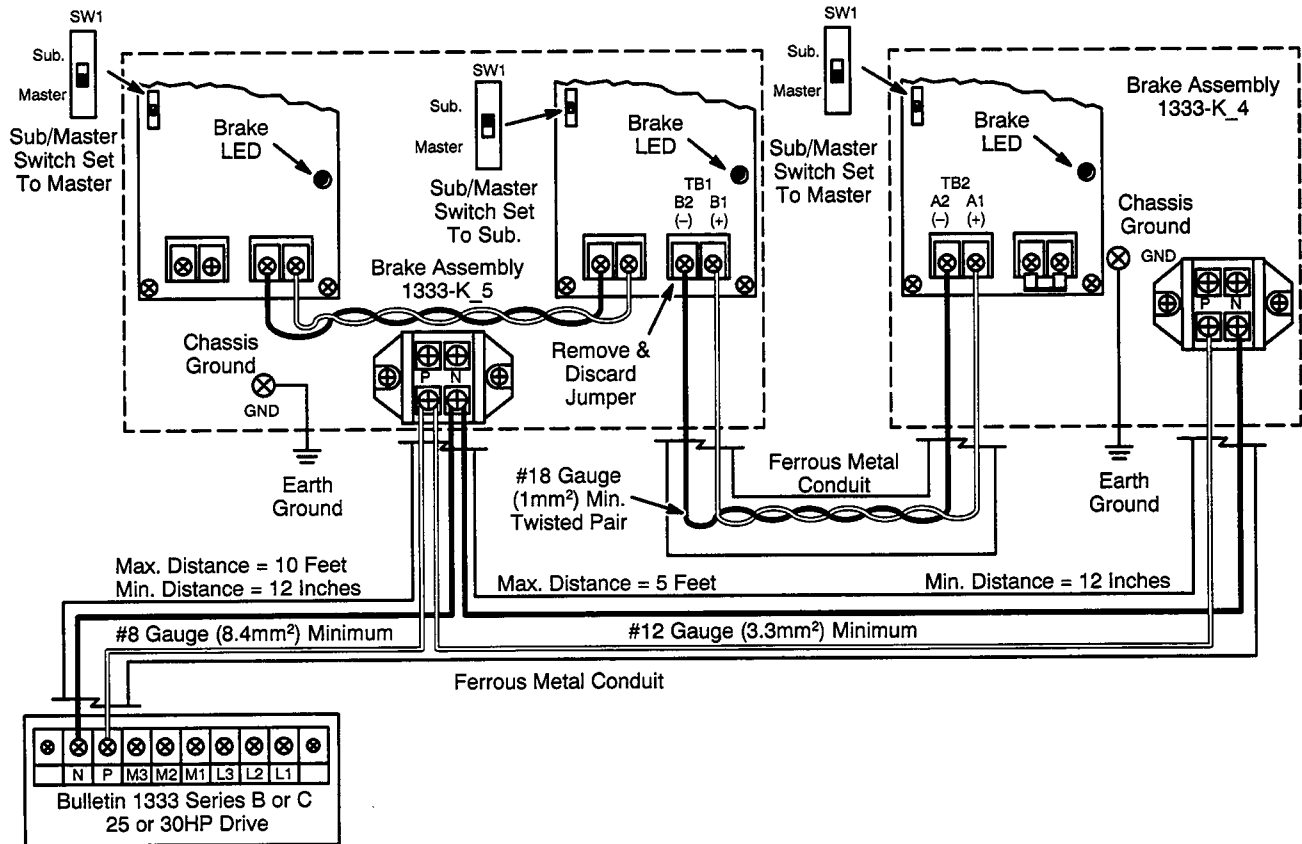 SW1
Sub.
Master
Sub/Master
Switch Set
To Master
Brake
LED
SW1
Sub.
Master
Sub/Master
Switch Set
To Sub.
Brake
LED
TB1
B2 B1
(–) (+)
Brake Assembly
1333-K_5
Chassis
Ground
GND
Earth
Ground
P N
Remove &
Discard
Jumper
SW1
Sub.
Master
Sub/Master
Switch Set
To Master
Brake Assembly
1333-K_4
Brake
LED
TB2
A2 A1
(–) (+)
Chassis
Ground
GND
P N
Earth
Ground
#18 Gauge
(1mm²) Min.
Twisted Pair
Ferrous Metal
Conduit
Max. Distance = 10 Feet
Min. Distance = 12 Inches
Max. Distance = 5 Feet
Min. Distance = 12 Inches
#8 Gauge (8.4mm²) Minimum
#12 Gauge (3.3mm²) Minimum
Ferrous Metal Conduit
N P M3 M2 M1 L3 L2 L1
Bulletin 1333 Series B or C
25 or 30HP Drive